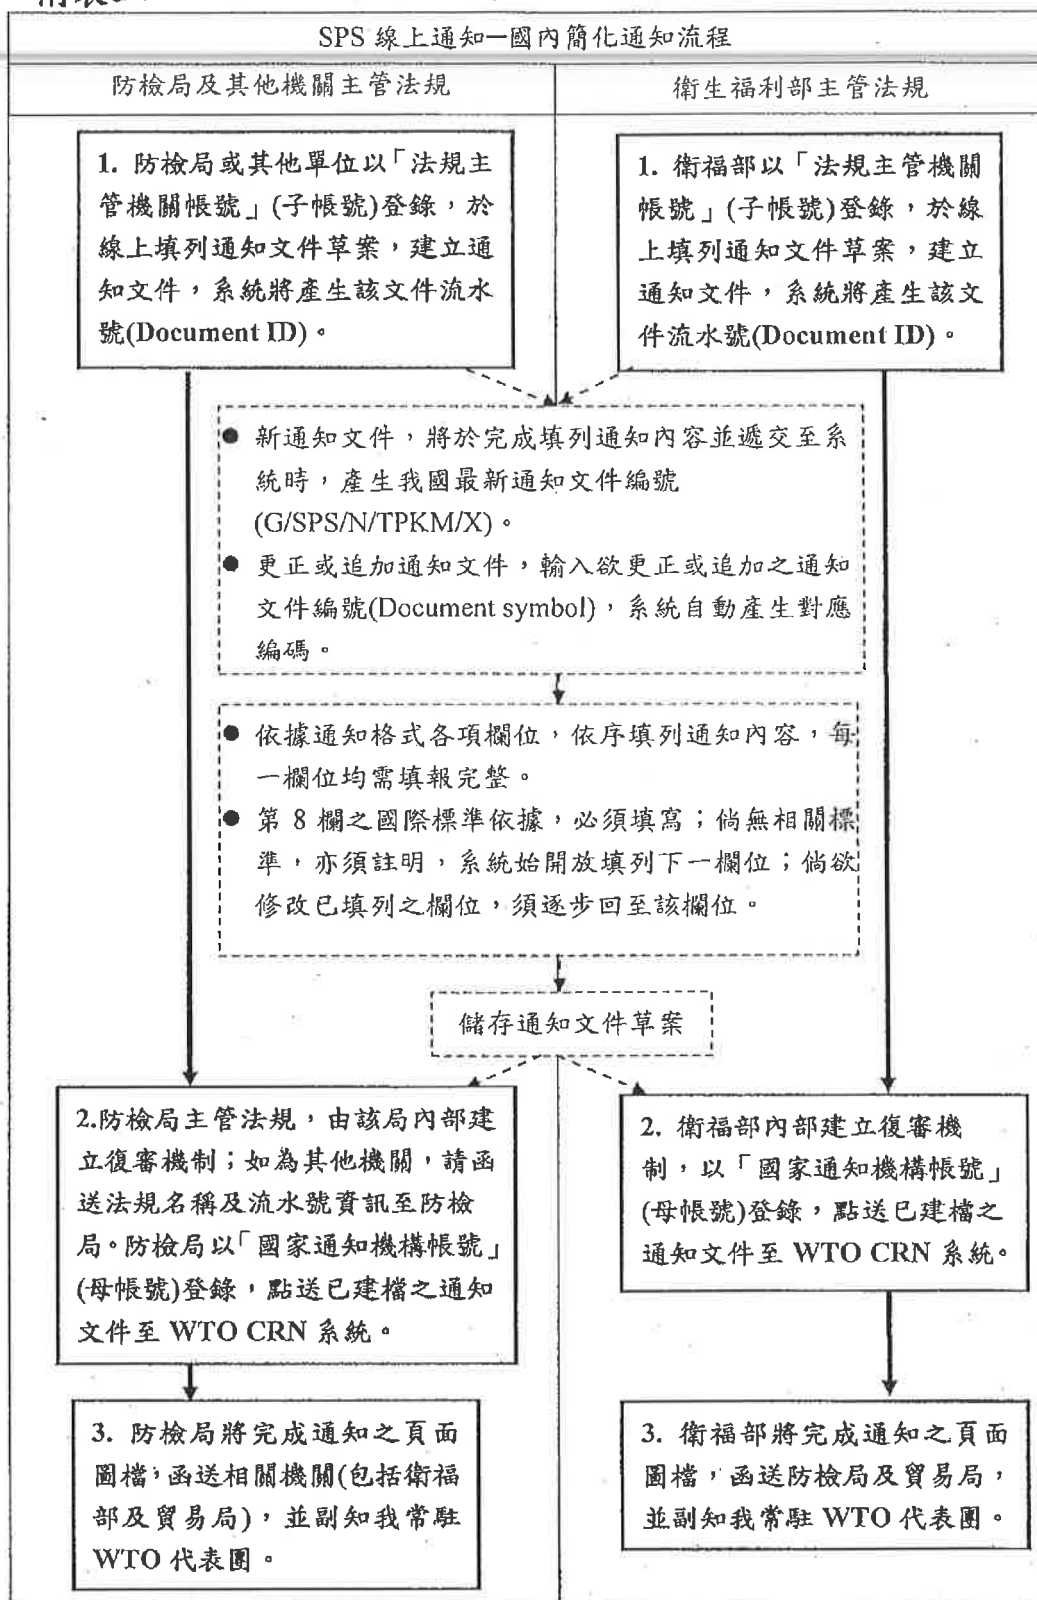 SPS 線上通知—國內簡化通知流程
防檢局及其他機關主管法規
衛生福利部主管法規
1. 防檢局或其他單位以「法規主
管機關帳號」(子帳號)登錄，於
線上填列通知文件草案，建立通
知文件，系統將產生該文件流水
號(Document ID)。
1. 衛福部以「法規主管機關
帳號」(子帳號)登錄，於線
上填列通知文件草案，建立
通知文件，系統將產生該文
件流水號(Document ID)。
● 新通知文件，將於完成填列通知內容並遞交至系
統時，產生我國最新通知文件編號
(G/SPS/N/TPKM/X)。
● 更正或追加通知文件，輸入欲更正或追加之通知
文件編號(Document symbol)，系統自動產生對應
編碼。
● 依據通知格式各項欄位，依序填列通知內容，每
一欄位均需填報完整。
● 第 8 欄之國際標準依據，必須填寫；倘無相關標
準，亦須註明，系統始開放填列下一欄位；倘欲
修改已填列之欄位，須逐步回至該欄位。
儲存通知文件草案
2.防檢局主管法規，由該局內部建
立復審機制；如為其他機關，請函
送法規名稱及流水號資訊至防檢
局。防檢局以「國家通知機構帳號」
(母帳號)登錄，點送已建檔之通知
文件至 WTO CRN 系統。
2. 衛福部內部建立復審機
制，以「國家通知機構帳號」
(母帳號)登錄，點送已建檔之
通知文件至 WTO CRN 系統。
3. 防檢局將完成通知之頁面
圖檔，函送相關機關(包括衛福
部及貿易局)，並副知我常駐
WTO 代表團。
3. 衛福部將完成通知之頁面
圖檔，函送防檢局及貿易局，
並副知我常駐 WTO 代表團。